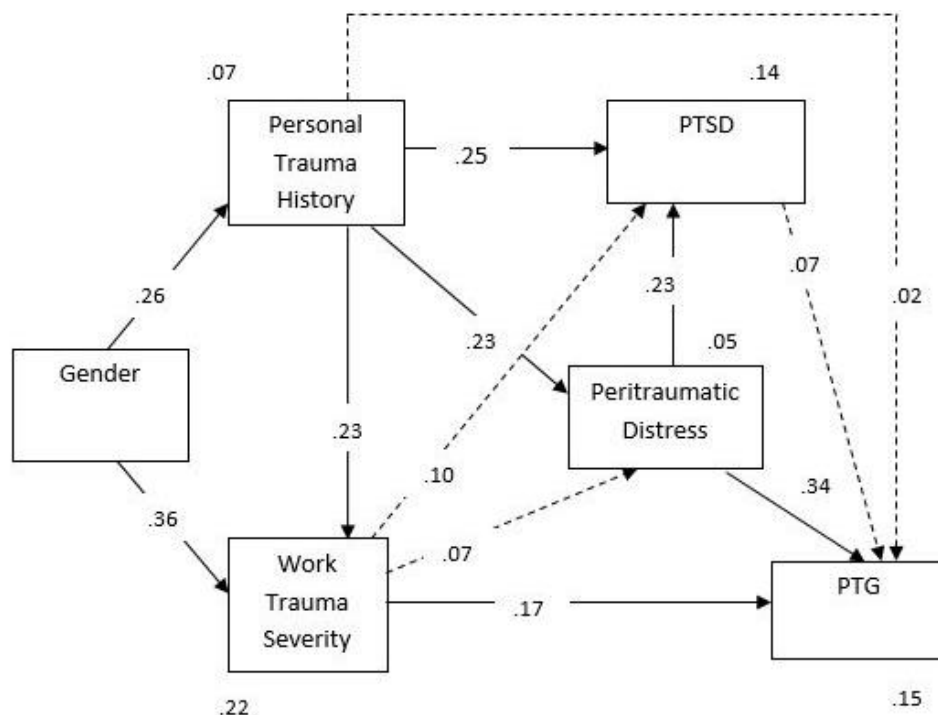 .07
.14
Personal
Trauma
History
PTSD
.25
.26
.23
.23
.07
.02
Gender
.05
Peritraumatic
Distress
.23
.10
.34
.36
.07
Work
Trauma
Severity
.17
PTG
.22
.15